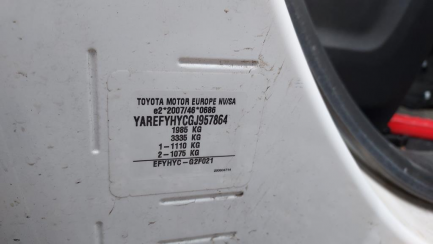 TOYOTA MOTOR EUROPE NV/SA
e2*2007/46*0686
YAREFYHYCGJ957864
1985 KG
3335 KG
1-1110 KG
2-1075 KG
EFYHYC-G2P021